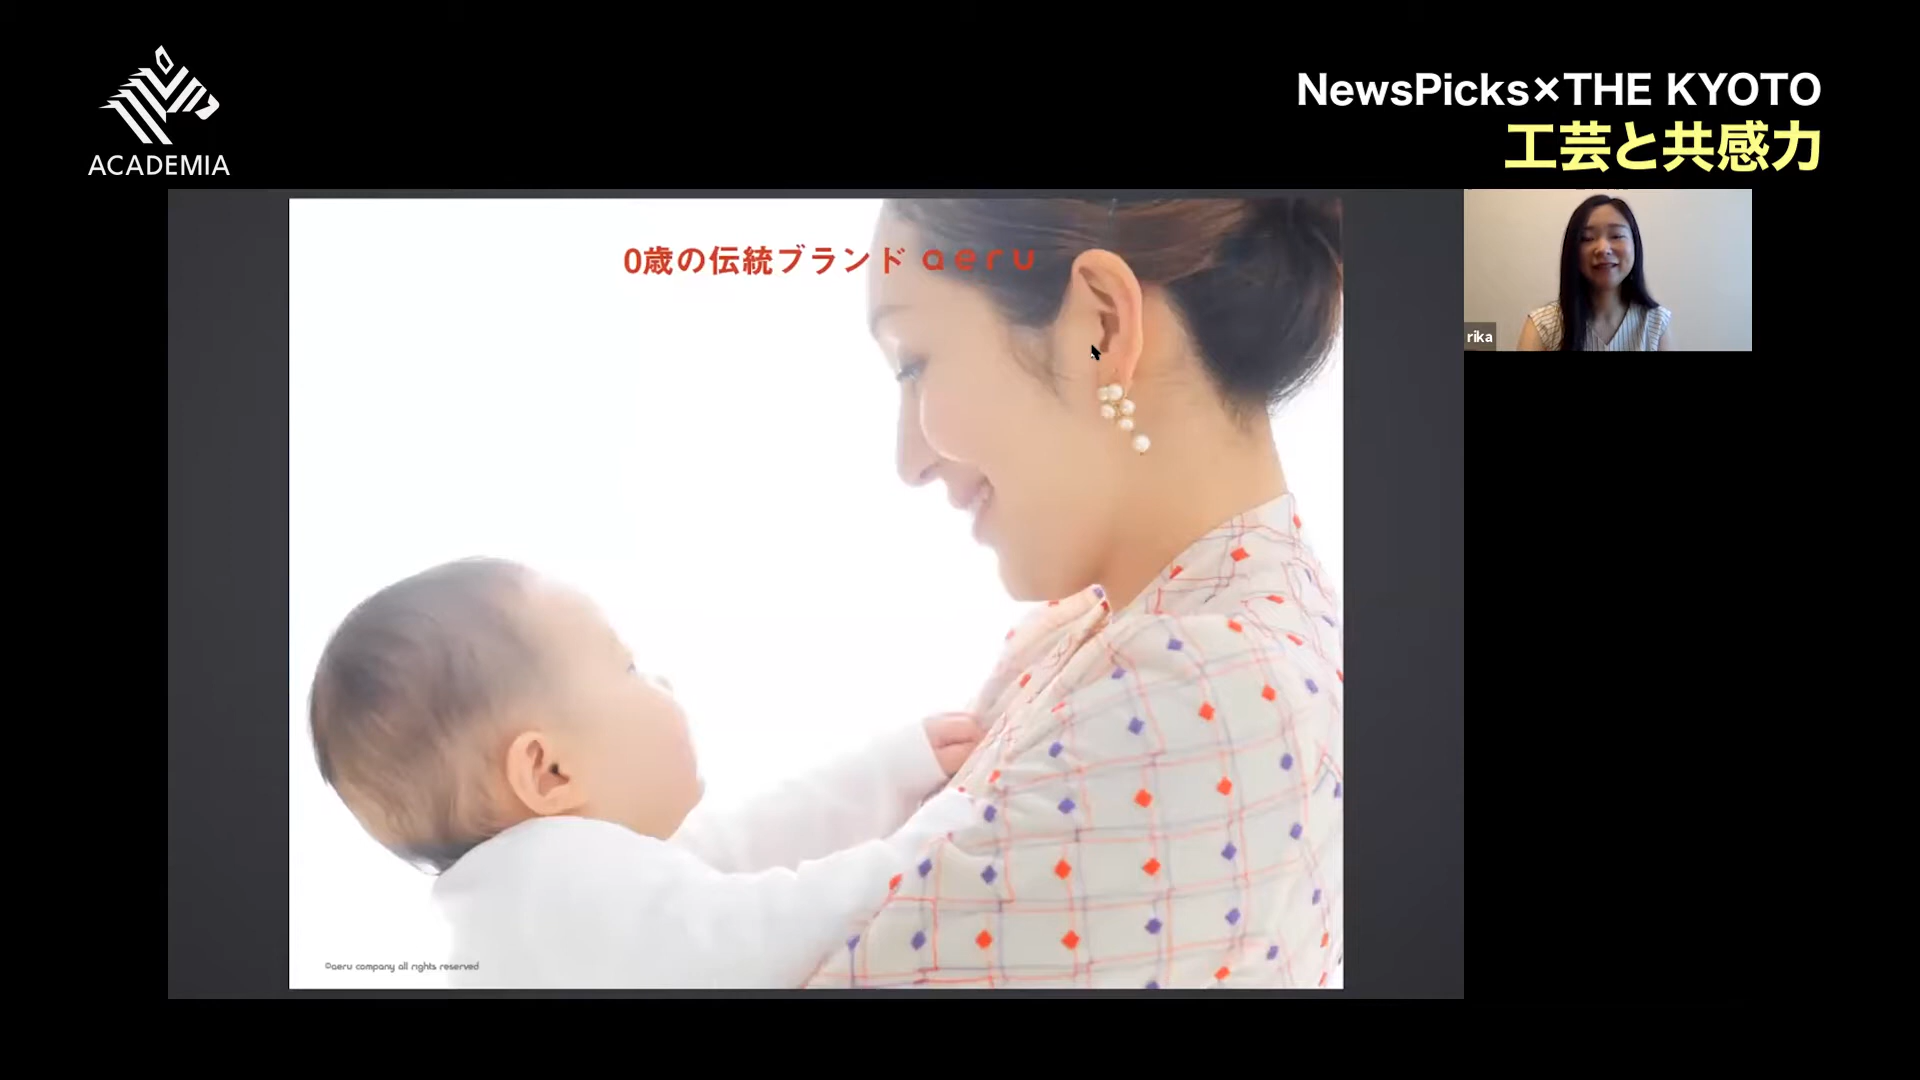 ACADEMIA
NewsPicks×THE KYOTO
工芸と共感力
0歳の伝統ブランド aeru
rika
©aeru company all rights reserved